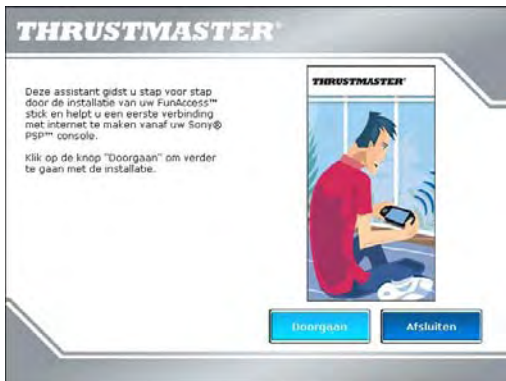 THRUSTMASTER®
THRUSTMASTER®
Deze assistant gidst u stap voor stap
door de installatie van uw FunAccess™
stick en helpt u een eerste verbinding
met internet te maken vanaf uw Sony®
PSP™ console.
Klik op de knop "Doorgaan" om verder
te gaan met de installatie.
Doorgaan
Afsluiten